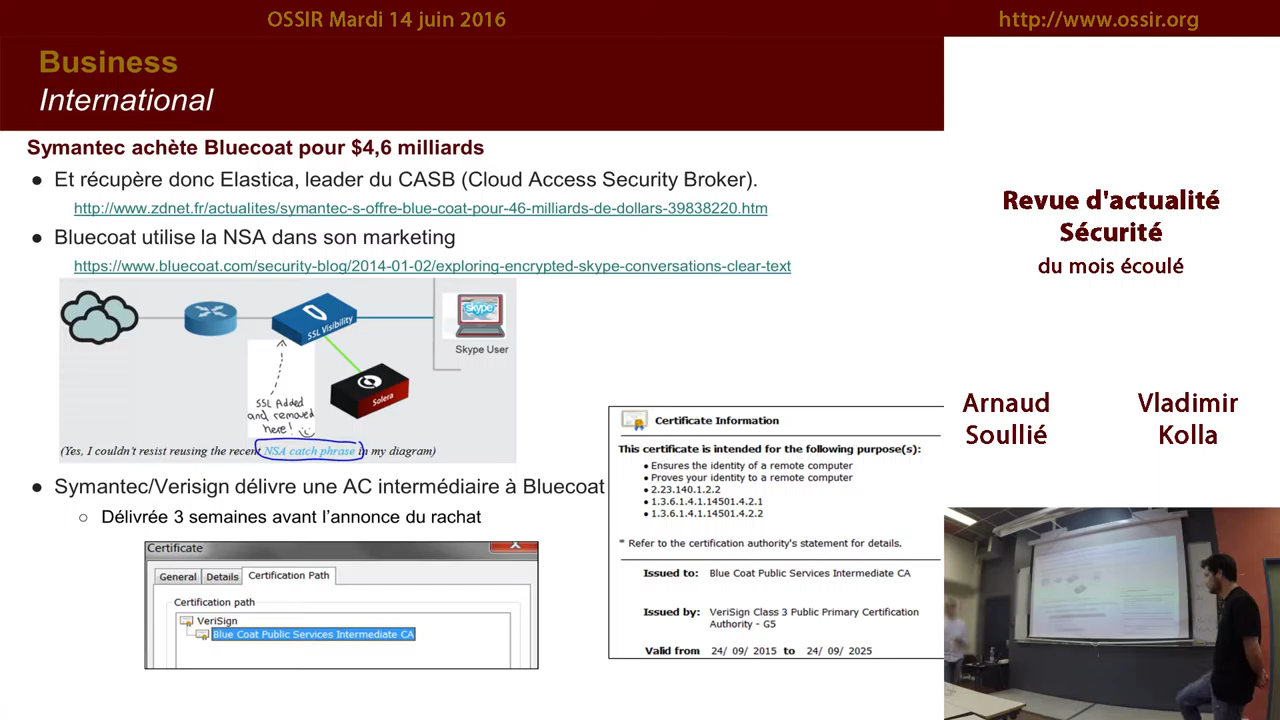 OSSIR Mardi 14 juin 2016
http://www.ossir.org
Business
International
Symantec achète Bluecoat pour $4,6 milliards
● Et récupère donc Elastica, leader du CASB (Cloud Access Security Broker).
http://www.zdnet.fr/actualites/symantec-s-offre-blue-coat-pour-46-milliards-de-dollars-39838220.htm
● Bluecoat utilise la NSA dans son marketing
https://www.bluecoat.com/security-blog/2014-01-02/exploring-encrypted-skype-conversations-clear-text
SSL Visibility
skype
Skype User
Solera
SSL Added
and removed
here!
(Yes, I couldn't resist reusing the recent NSA catch phrase in my diagram)
● Symantec/Verisign délivre une AC intermédiaire à Bluecoat
○ Délivrée 3 semaines avant l'annonce du rachat
Certificate
General Details Certification Path
Certification path
VeriSign
Blue Coat Public Services Intermediate CA
Certificate Information
This certificate is intended for the following purpose(s):
• Ensures the identity of a remote computer
• Proves your identity to a remote computer
• 2.23.140.1.2.2
• 1.3.6.1.4.1.14501.4.2.1
• 1.3.6.1.4.1.14501.4.2.2
* Refer to the certification authority's statement for details.
Issued to: Blue Coat Public Services Intermediate CA
Issued by: VeriSign Class 3 Public Primary Certification
Authority - G5
Valid from 24/ 09/ 2015 to 24/ 09/ 2025
Revue d'actualité
Sécurité
du mois écoulé
Arnaud
Soullié
Vladimir
Kolla